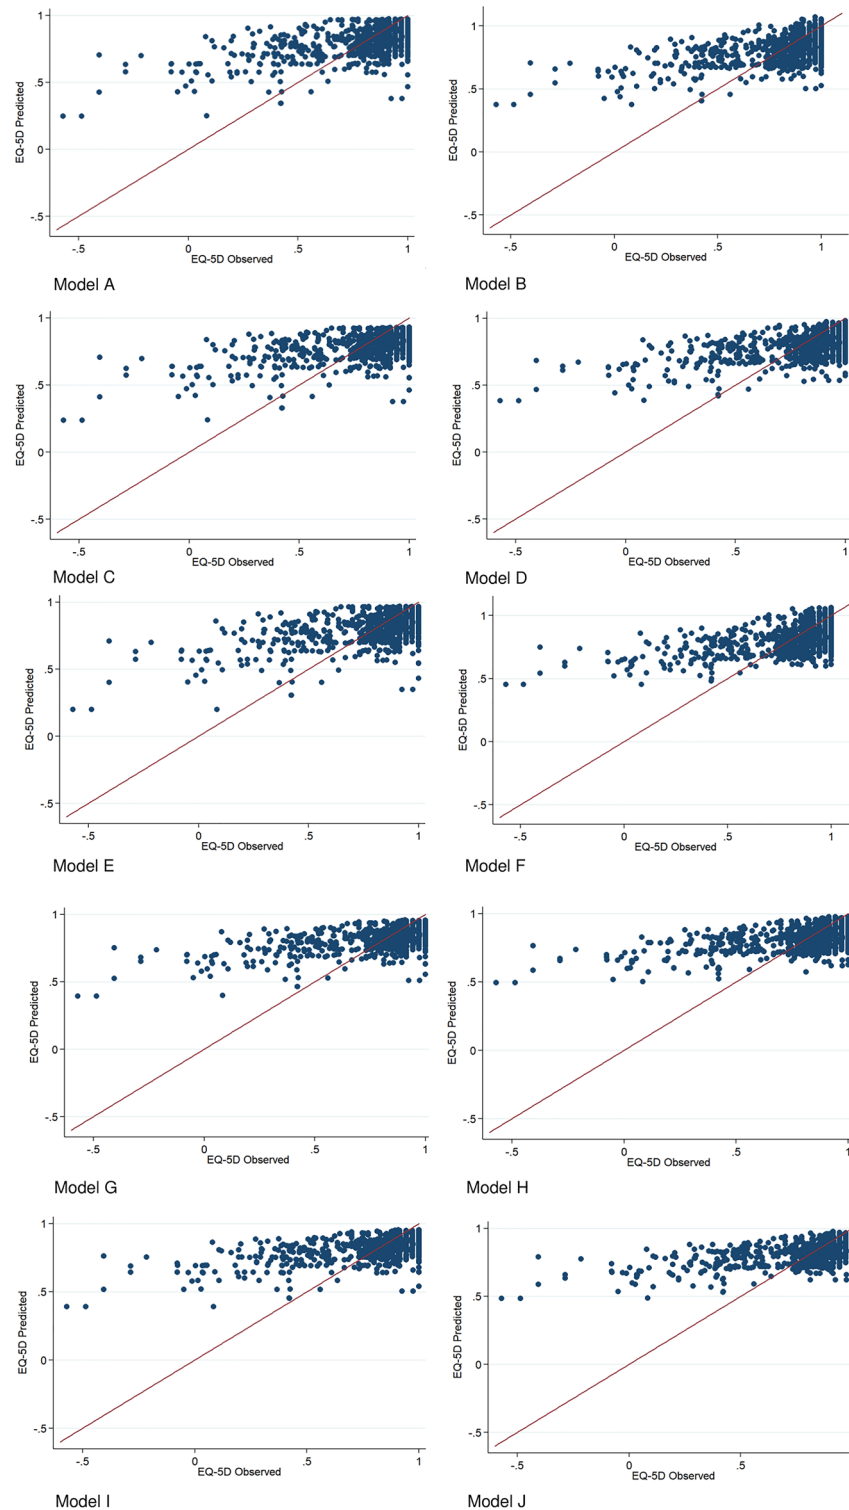 1
.5
0
-.5
EQ-5D Predicted
-.5 0 .5 1
EQ-5D Observed
Model A
1
.5
0
-.5
EQ-5D Predicted
-.5 0 .5 1
EQ-5D Observed
Model B
1
.5
0
-.5
EQ-5D Predicted
-.5 0 .5 1
EQ-5D Observed
Model C
1
.5
0
-.5
EQ-5D Predicted
-.5 0 .5 1
EQ-5D Observed
Model D
1
.5
0
-.5
EQ-5D Predicted
-.5 0 .5 1
EQ-5D Observed
Model E
1
.5
0
-.5
EQ-5D Predicted
-.5 0 .5 1
EQ-5D Observed
Model F
1
.5
0
-.5
EQ-5D Predicted
-.5 0 .5 1
EQ-5D Observed
Model G
1
.5
0
-.5
EQ-5D Predicted
-.5 0 .5 1
EQ-5D Observed
Model H
1
.5
0
-.5
EQ-5D Predicted
-.5 0 .5 1
EQ-5D Observed
Model I
1
.5
0
-.5
EQ-5D Predicted
-.5 0 .5
EQ-5D Observed
Model J